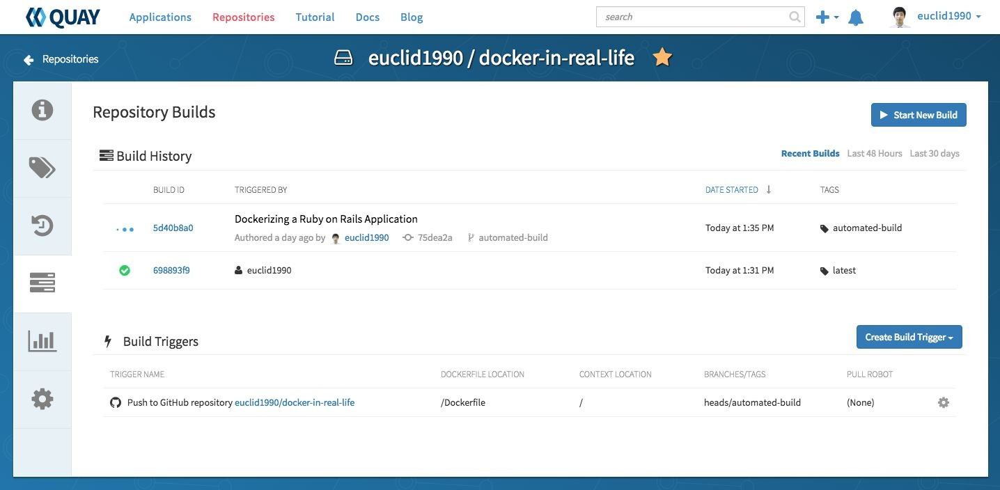 QUAY Applications Repositories Tutorial Docs Blog search euclid1990
Repositories euclid1990 / docker-in-real-life
Repository Builds Start New Build
Build History Recent Builds Last 48 Hours Last 30 days
BUILD ID TRIGGERED BY DATE STARTED ↓ TAGS
Dockerizing a Ruby on Rails Application
5d40b8a0 Today at 1:35 PM automated-build
Authored a day ago by euclid1990 75dea2a automated-build
698893f9 euclid1990 Today at 1:31 PM latest
Build Triggers Create Build Trigger
TRIGGER NAME DOCKERFILE LOCATION CONTEXT LOCATION BRANCHES/TAGS PULL ROBOT
Push to GitHub repository euclid1990/docker-in-real-life /Dockerfile / heads/automated-build (None)